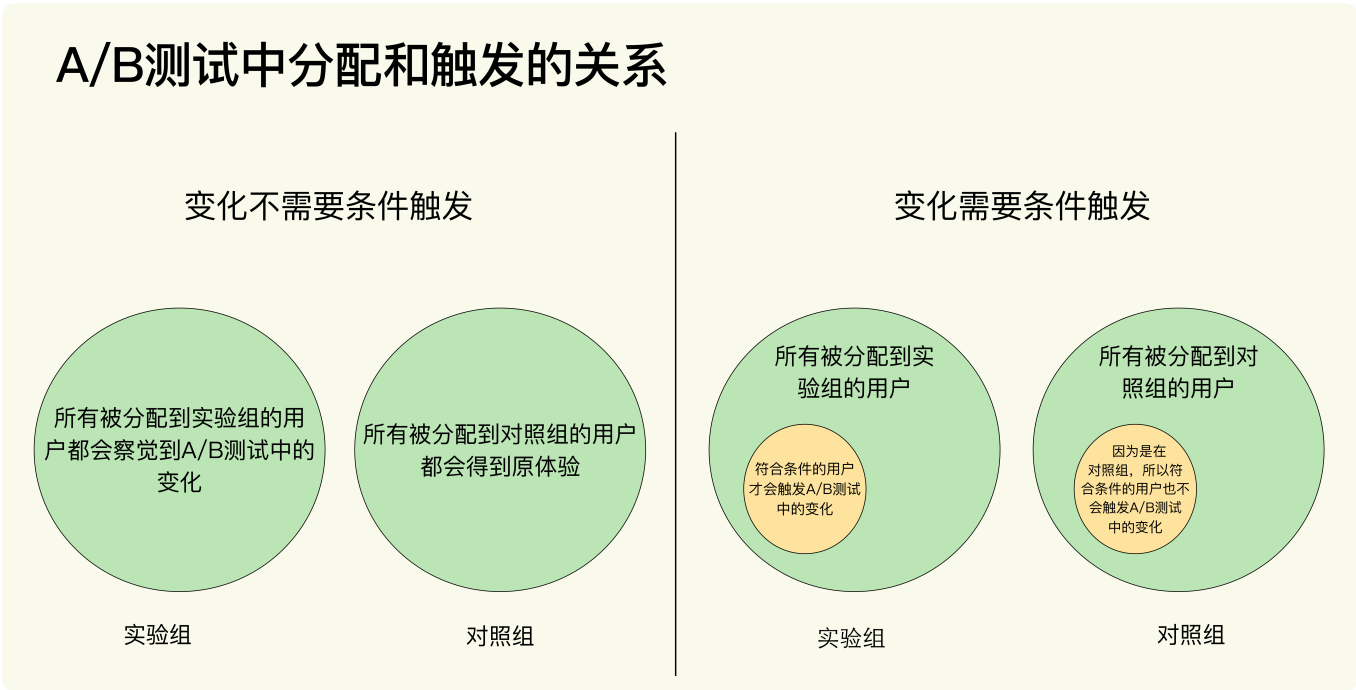 A/B测试中分配和触发的关系
变化不需要条件触发
所有被分配到实验组的用
户都会察觉到A/B测试中的
变化
实验组
所有被分配到对照组的用户
都会得到原体验
对照组
变化需要条件触发
所有被分配到实
验组的用户
符合条件的用户
才会触发A/B测试
中的变化
实验组
所有被分配到对
照组的用户
因为是在
对照组，所以符
合条件的用户也不
会触发A/B测试
中的变化
对照组